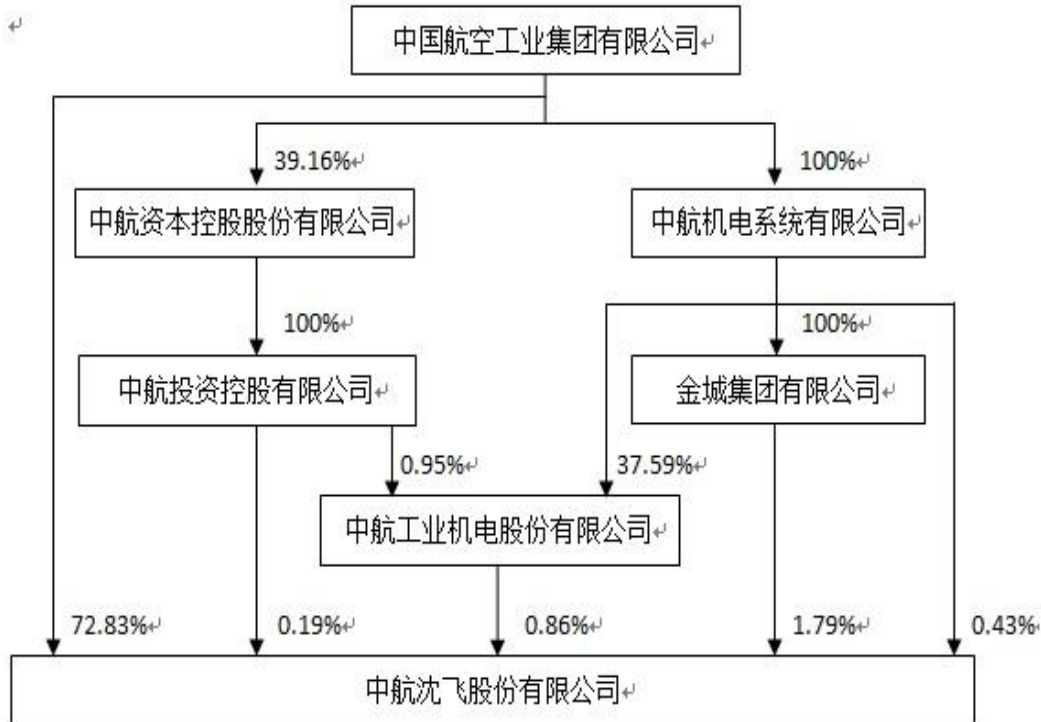 中国航空工业集团有限公司
39.16%
100%
中航资本控股股份有限公司
中航机电系统有限公司
100%
100%
中航投资控股有限公司
金城集团有限公司
0.95%
37.59%
中航工业机电股份有限公司
72.83%
0.19%
0.86%
1.79%
0.43%
中航沈飞股份有限公司